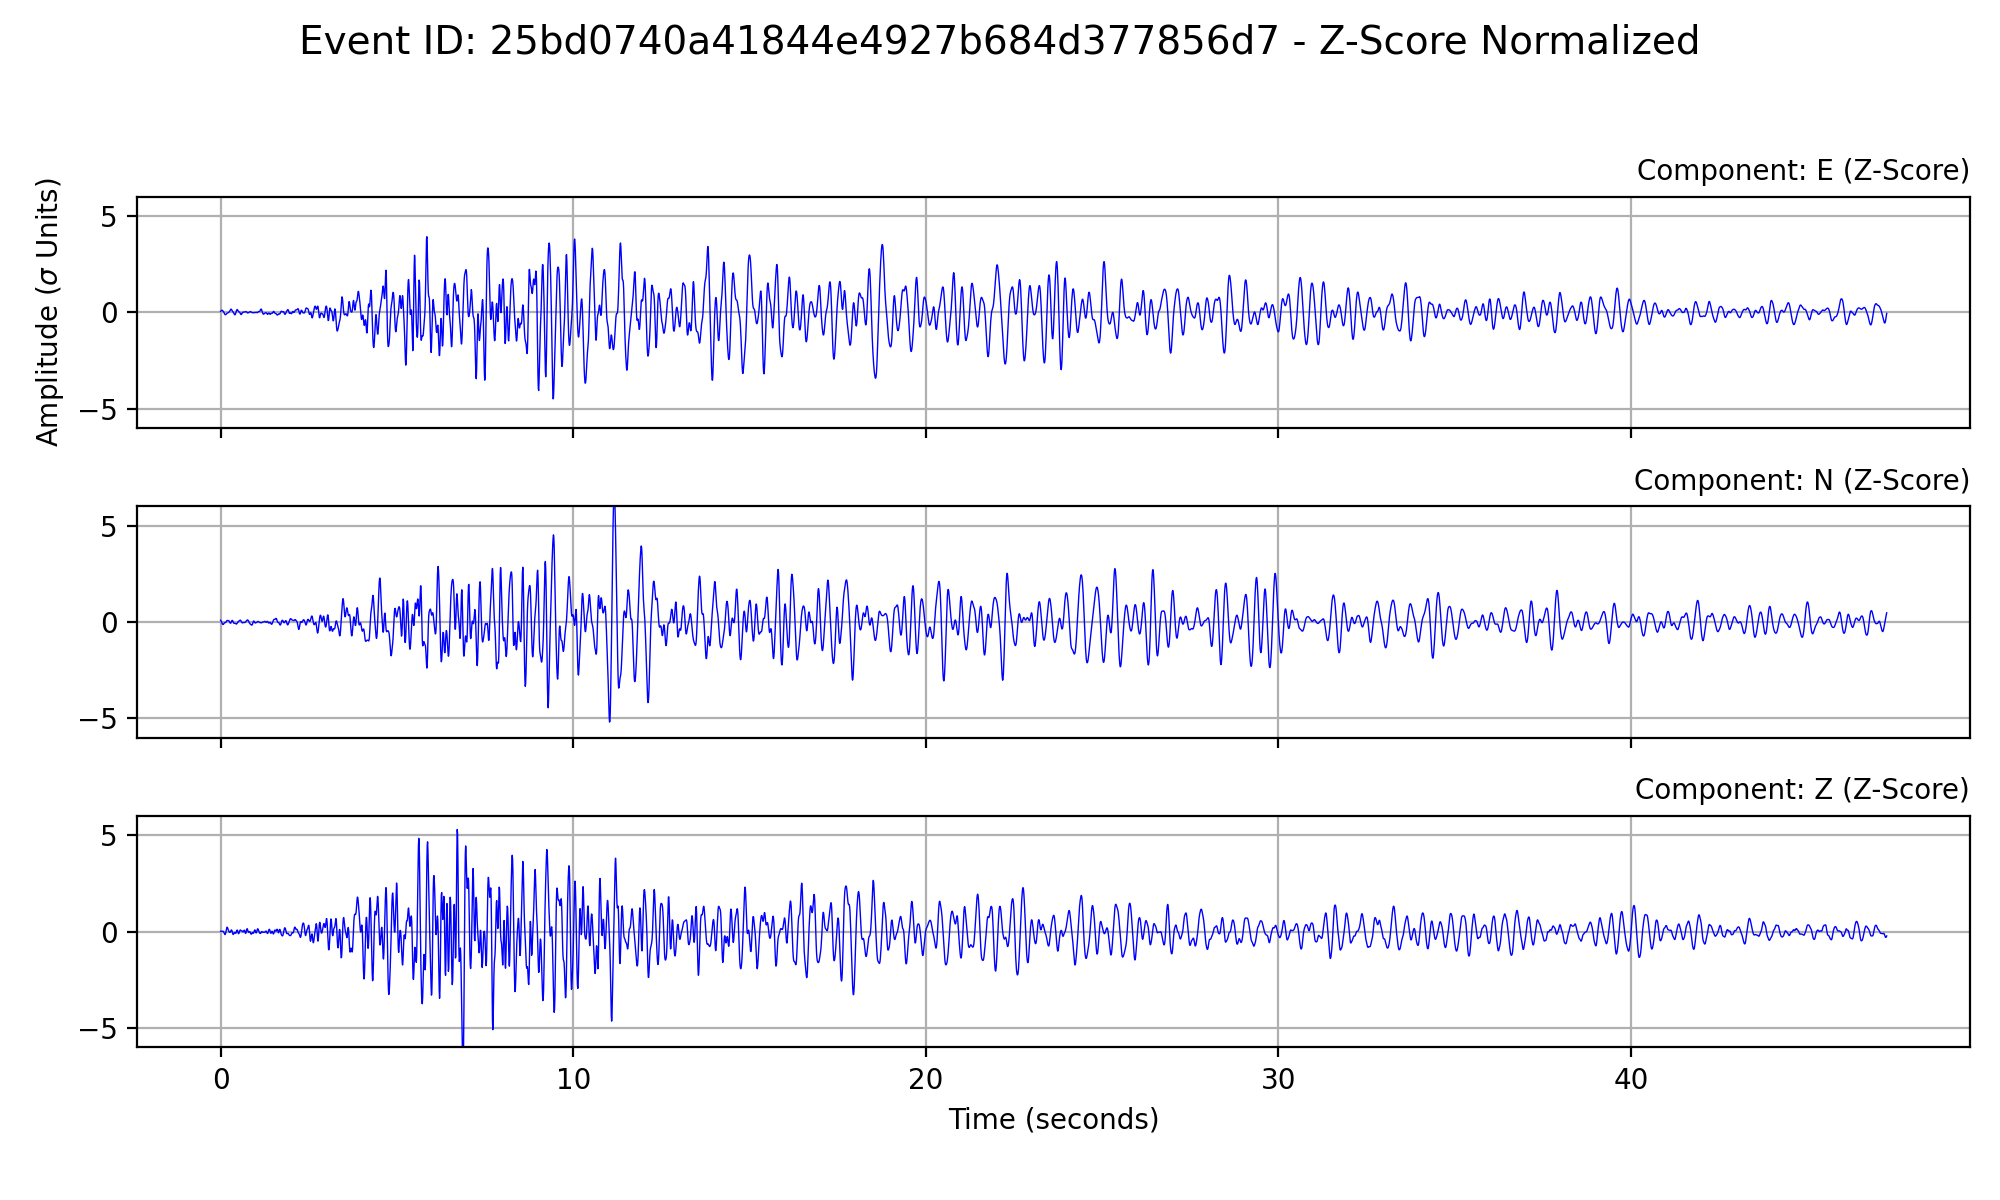 Event ID: 25bd0740a41844e4927b684d377856d7 - Z-Score Normalized
Component: E (Z-Score)
Amplitude (σ Units)
5
0
−5
Component: N (Z-Score)
5
0
−5
Component: Z (Z-Score)
5
0
−5
0 10 20 30 40
Time (seconds)